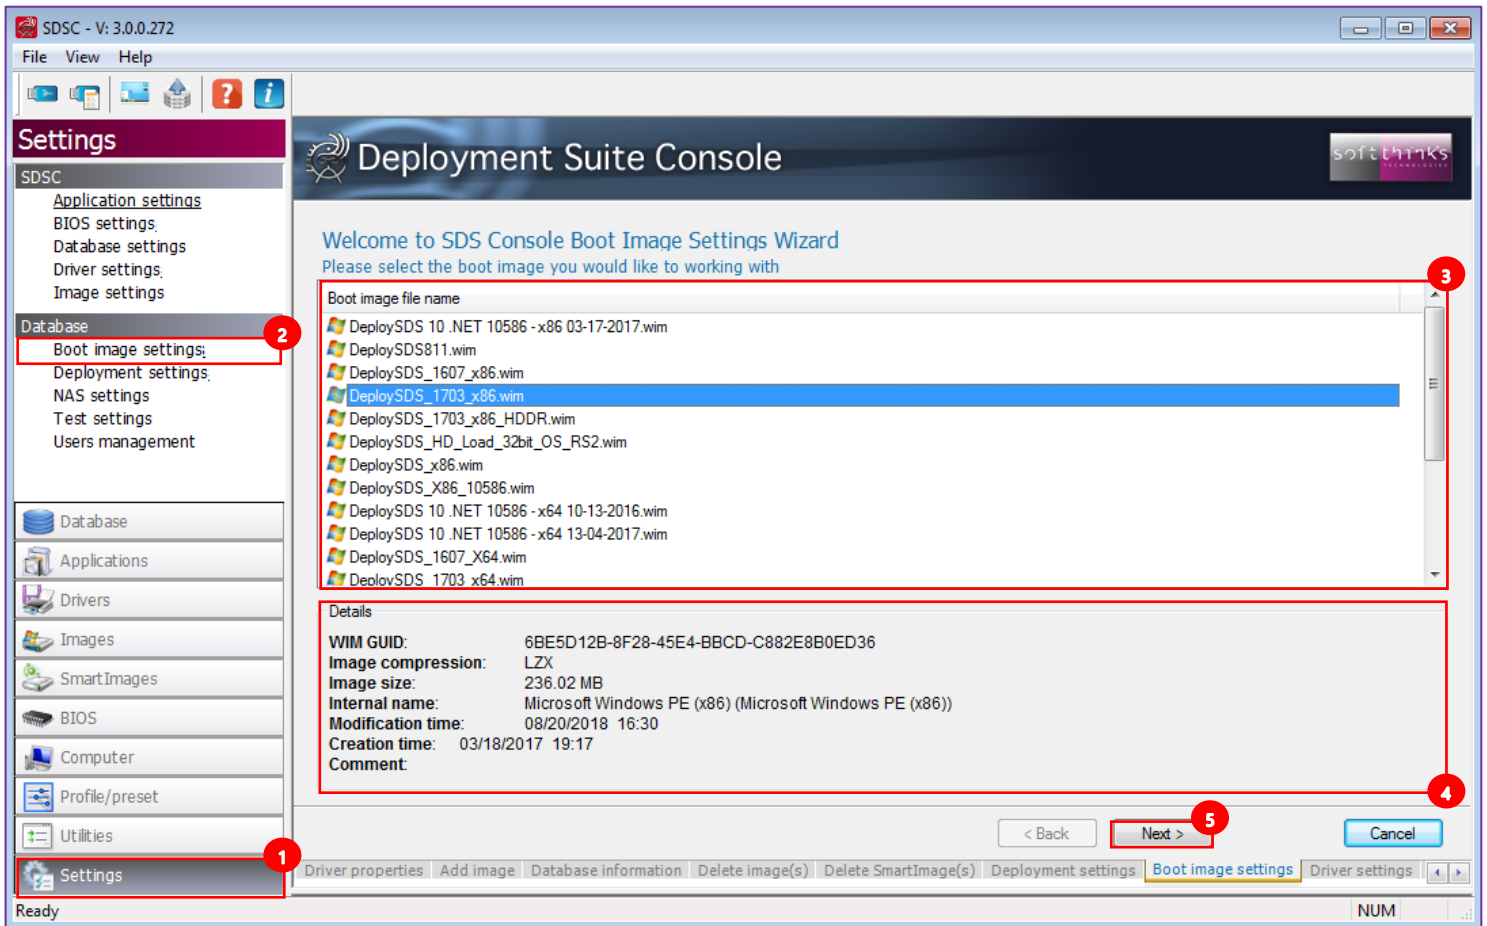 SDSC - V: 3.0.0.272
File View Help
Settings
SDSC
Application settings
BIOS settings
Database settings
Driver settings
Image settings
Database
2
Boot image settings
Deployment settings
NAS settings
Test settings
Users management
Database
Applications
Drivers
Images
SmartImages
BIOS
Computer
Profile/preset
Utilities
1
Settings
Deployment Suite Console
softthinks
TECHNOLOGIES
Welcome to SDS Console Boot Image Settings Wizard
Please select the boot image you would like to working with
3
Boot image file name
DeploySDS 10 .NET 10586 - x86 03-17-2017.wim
DeploySDS811.wim
DeploySDS_1607_x86.wim
DeploySDS_1703_x86.wim
DeploySDS_1703_x86_HDDR.wim
DeploySDS_HD_Load_32bit_OS_RS2.wim
DeploySDS_x86.wim
DeploySDS_X86_10586.wim
DeploySDS 10 .NET 10586 - x64 10-13-2016.wim
DeploySDS 10 .NET 10586 - x64 13-04-2017.wim
DeploySDS_1607_X64.wim
DeploySDS_1703_x64.wim
Details
WIM GUID: 6BE5D12B-8F28-45E4-BBCD-C882E8B0ED36
Image compression: LZX
Image size: 236.02 MB
Internal name: Microsoft Windows PE (x86) (Microsoft Windows PE (x86))
Modification time: 08/20/2018 16:30
Creation time: 03/18/2017 19:17
Comment:
4
5
< Back Next > Cancel
Driver properties Add image Database information Delete image(s) Delete SmartImage(s) Deployment settings Boot image settings Driver settings
Ready NUM